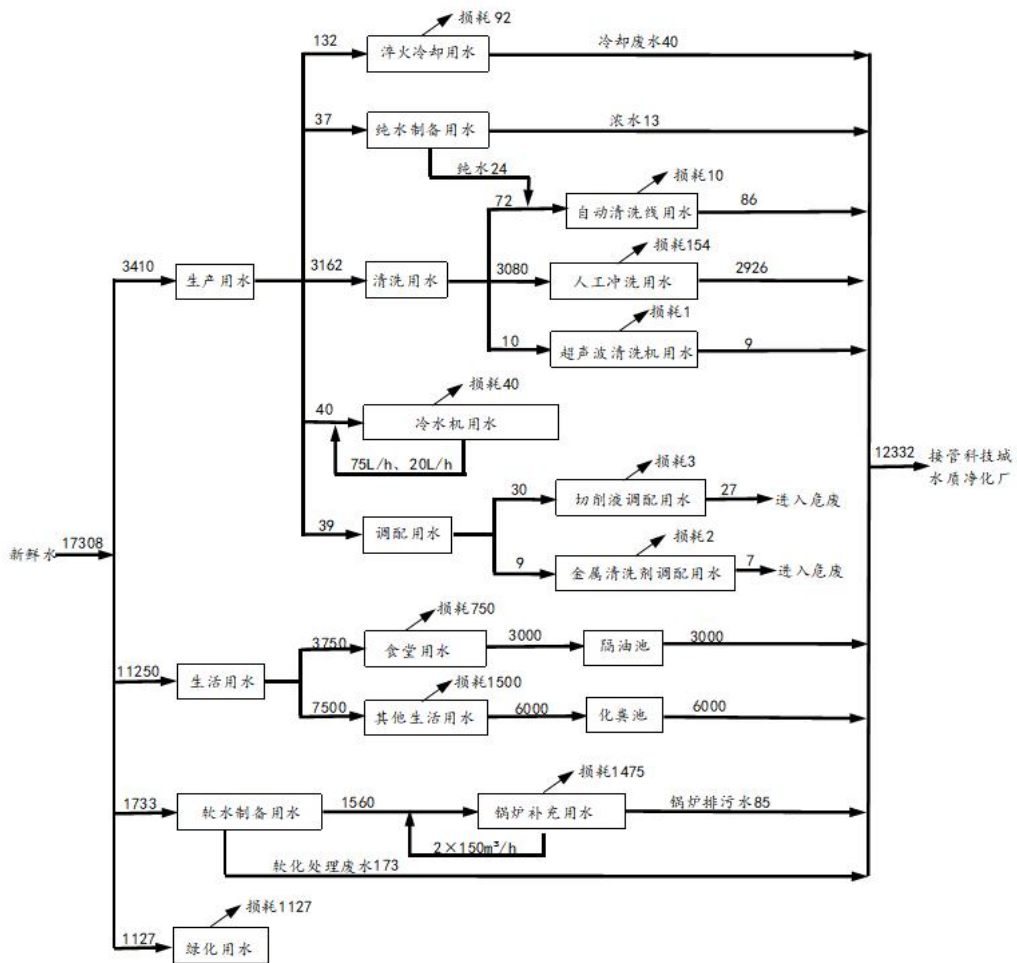 损耗92
132
淬火冷却用水
冷却废水40
37
纯水制备用水
浓水13
纯水24
损耗10
72
自动清洗线用水
86
损耗154
3410
生产用水
3162
清洗用水
3080
人工冲洗用水
2926
损耗1
10
超声波清洗机用水
9
损耗40
40
冷水机用水
75L/h、20L/h
12332
接管科技城
水质净化厂
损耗3
30
切削液调配用水
27
进入危废
39
调配用水
新鲜水
17308
损耗2
9
金属清洗剂调配用水
7
进入危废
损耗750
3750
食堂用水
3000
隔油池
3000
11250
生活用水
损耗1500
7500
其他生活用水
6000
化粪池
6000
损耗1475
1733
软水制备用水
1560
锅炉补充用水
锅炉排污水85
2×150m³/h
软化处理废水173
损耗1127
1127
绿化用水